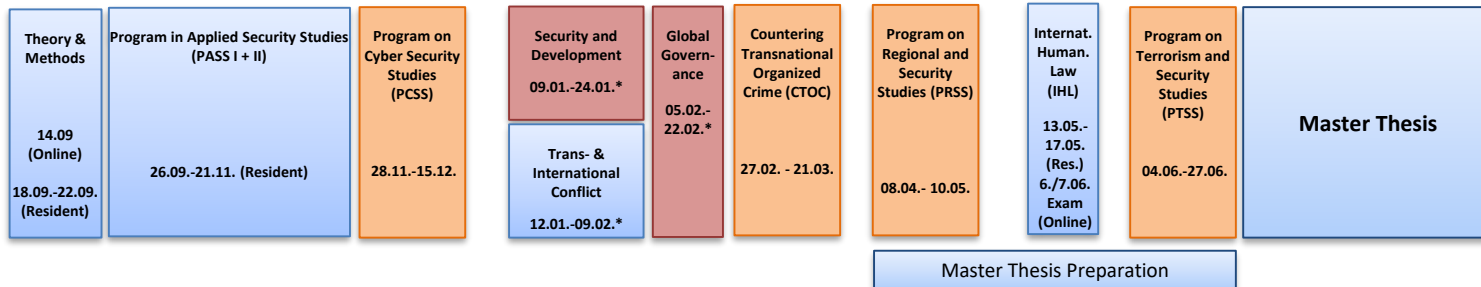 Theory &
Methods
14.09
(Online)
18.09.-22.09.
(Resident)
Program in Applied Security Studies
(PASS I + II)
26.09.-21.11. (Resident)
Program on
Cyber Security
Studies
(PCSS)
28.11.-15.12.
Security and
Development
09.01.-24.01.*
Trans- &
International
Conflict
12.01.-09.02.*
Global
Govern-
ance
05.02.-
22.02.*
Countering
Transnational
Organized
Crime (CTOC)
27.02. - 21.03.
Program on
Regional and
Security
Studies (PRSS)
08.04.- 10.05.
Internat.
Human.
Law
(IHL)
13.05.-
17.05.
(Res.)
6./7.06.
Exam
(Online)
Program on
Terrorism and
Security
Studies
(PTSS)
04.06.-27.06.
Master Thesis
Master Thesis Preparation